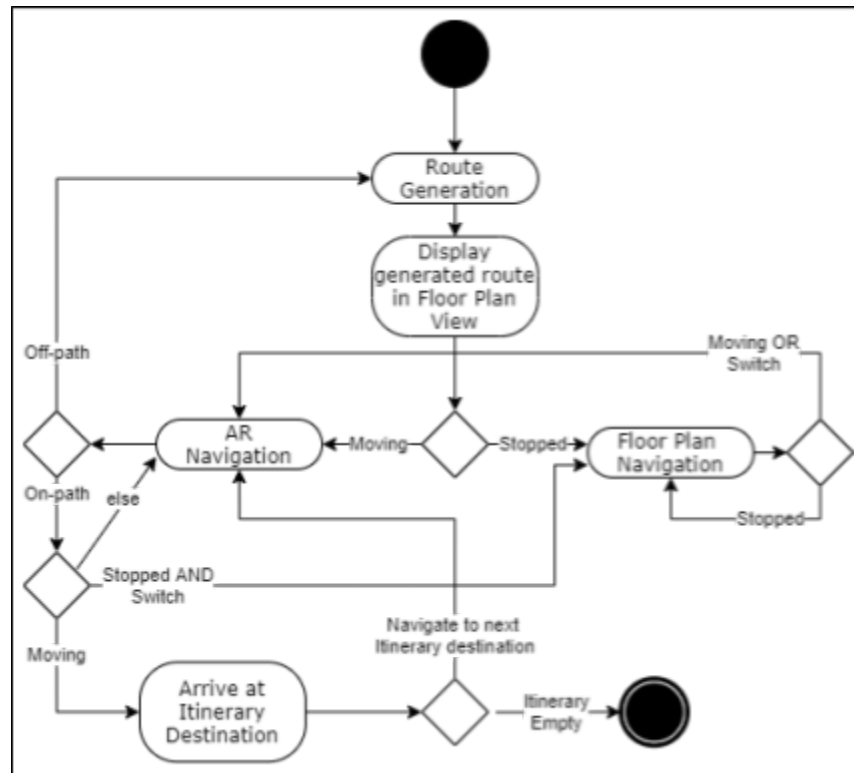 Route
Generation
Display
generated route
in Floor Plan
View
Moving OR
Switch
Off-path
AR
Navigation
Moving
Stopped
Floor Plan
Navigation
On-path
else
Stopped
Stopped AND
Switch
Navigate to next
Itinerary destination
Moving
Arrive at
Itinerary
Destination
Itinerary
Empty